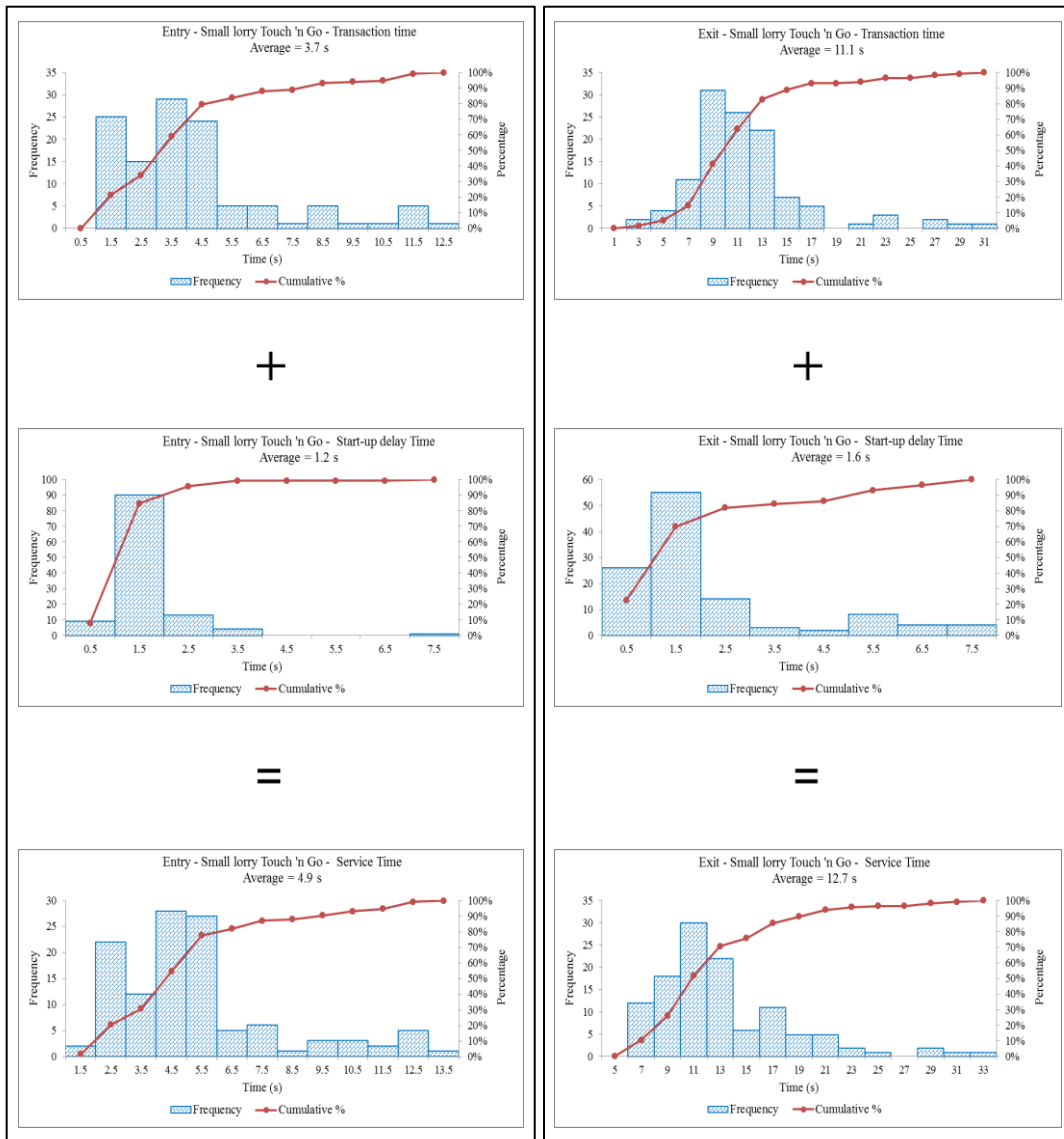 Entry - Small lorry Touch 'n Go - Transaction time
Average = 3.7 s
35
30
25
20
15
10
5
0
Frequency
100%
90%
80%
70%
60%
50%
40%
30%
20%
10%
0%
Percentage
0.5 1.5 2.5 3.5 4.5 5.5 6.5 7.5 8.5 9.5 10.5 11.5 12.5
Time (s)
Frequency Cumulative %
+
Entry - Small lorry Touch 'n Go - Start-up delay Time
Average = 1.2 s
100
90
80
70
60
50
40
30
20
10
0
Frequency
100%
90%
80%
70%
60%
50%
40%
30%
20%
10%
0%
Percentage
0.5 1.5 2.5 3.5 4.5 5.5 6.5 7.5
Time (s)
Frequency Cumulative %
=
Entry - Small lorry Touch 'n Go - Service Time
Average = 4.9 s
30
25
20
15
10
5
0
Frequency
100%
90%
80%
70%
60%
50%
40%
30%
20%
10%
0%
Percentage
1.5 2.5 3.5 4.5 5.5 6.5 7.5 8.5 9.5 10.5 11.5 12.5 13.5
Time (s)
Frequency Cumulative %
Exit - Small lorry Touch 'n Go - Transaction time
Average = 11.1 s
35
30
25
20
15
10
5
0
Frequency
100%
90%
80%
70%
60%
50%
40%
30%
20%
10%
0%
Percentage
1 3 5 7 9 11 13 15 17 19 21 23 25 27 29 31
Time (s)
Frequency Cumulative %
+
Exit - Small lorry Touch 'n Go - Start-up delay Time
Average = 1.6 s
60
50
40
30
20
10
0
Frequency
100%
90%
80%
70%
60%
50%
40%
30%
20%
10%
0%
Percentage
0.5 1.5 2.5 3.5 4.5 5.5 6.5 7.5
Time (s)
Frequency Cumulative %
=
Exit - Small lorry Touch 'n Go - Service Time
Average = 12.7 s
35
30
25
20
15
10
5
0
Frequency
100%
90%
80%
70%
60%
50%
40%
30%
20%
10%
0%
Percentage
5 7 9 11 13 15 17 19 21 23 25 27 29 31 33
Time (s)
Frequency Cumulative %